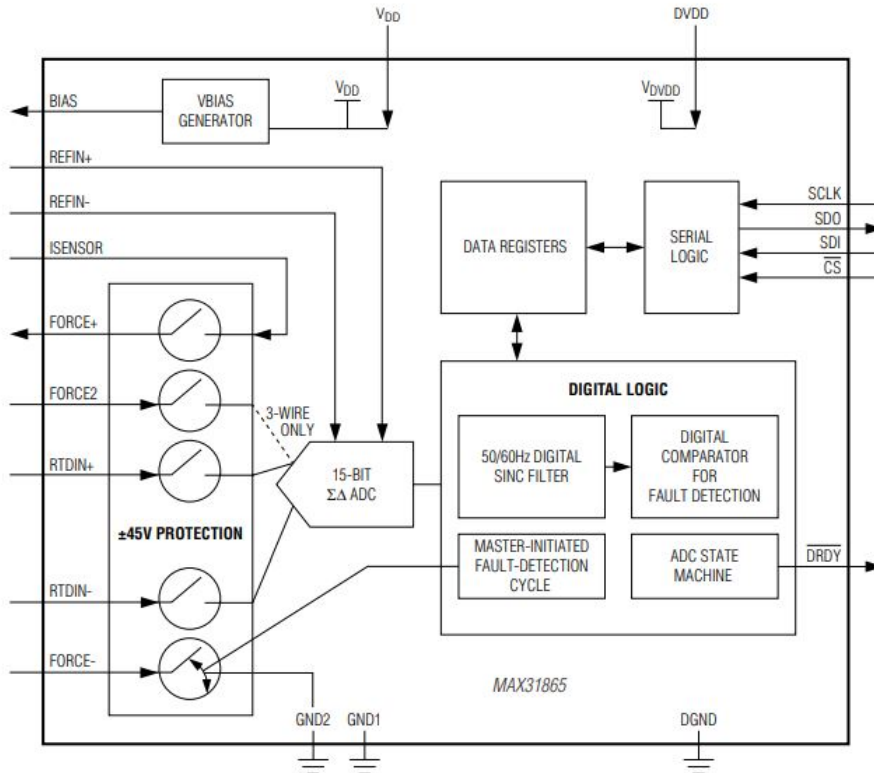 VDD
DVDD
BIAS
VBIAS
GENERATOR
VDD
VDVDD
REFIN+
REFIN-
ISENSOR
DATA REGISTERS
SERIAL
LOGIC
SCLK
SDO
SDI
CS
FORCE+
FORCE2
3-WIRE
ONLY
RTDIN+
15-BIT
ΣΔ ADC
±45V PROTECTION
RTDIN-
FORCE-
DIGITAL LOGIC
50/60Hz DIGITAL
SINC FILTER
DIGITAL
COMPARATOR
FOR
FAULT DETECTION
MASTER-INITIATED
FAULT-DETECTION
CYCLE
ADC STATE
MACHINE
DRDY
MAX31865
GND2
GND1
DGND